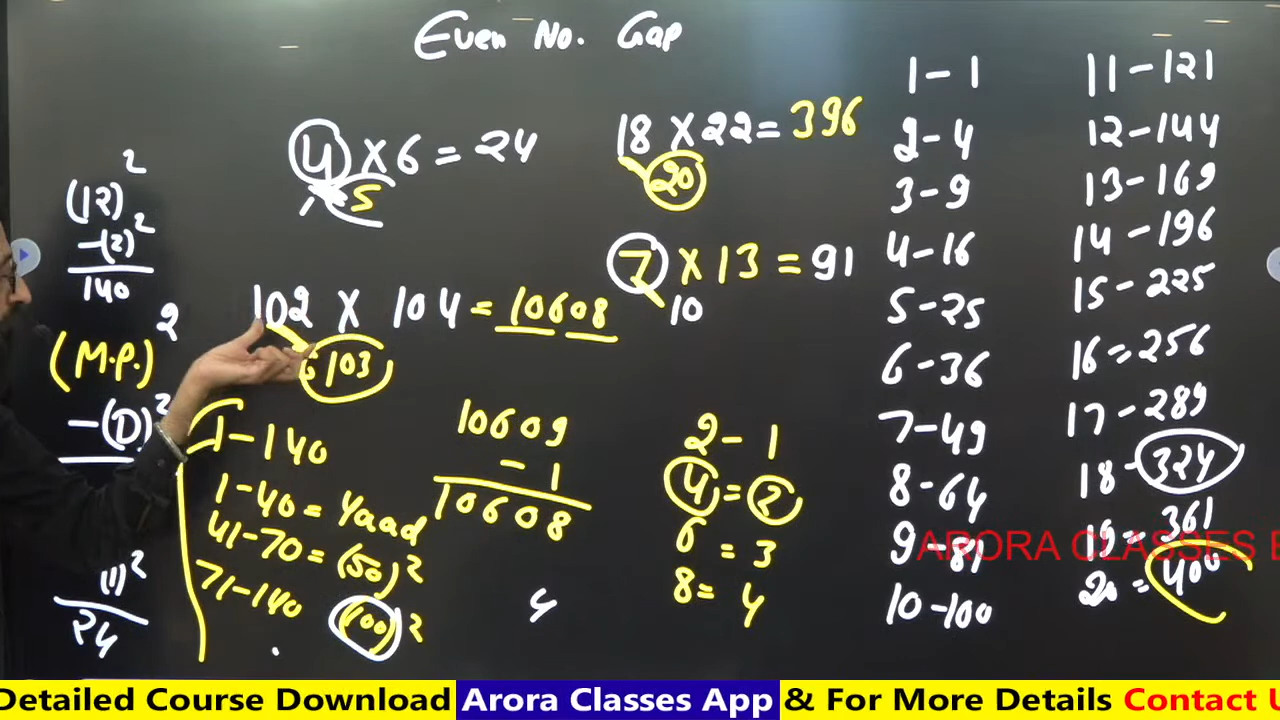 Even No. Gap
4 × 6 = 24
5
18 × 22 = 396
20
7 × 13 = 91
10
(12)²
-(2)²
140
102 × 104 = 10608
103
(M.P.)²
-(D)²
(1)²
24
1-140
1-40 = Yaad
41-70 = (50)²
71-140 (100)²
10609
- 1
10608
4
2- 1
4 = 2
6 = 3
8 = 4
1 - 1
2 - 4
3 - 9
4 - 16
5 - 25
6 - 36
7 - 49
8 - 64
9 - 81
10 - 100
11 - 121
12 - 144
13 - 169
14 - 196
15 - 225
16 = 256
17 - 289
18 - 324
19 = 361
20 = 400
ARORA CLASSES E
Detailed Course Download Arora Classes App & For More Details Contact U